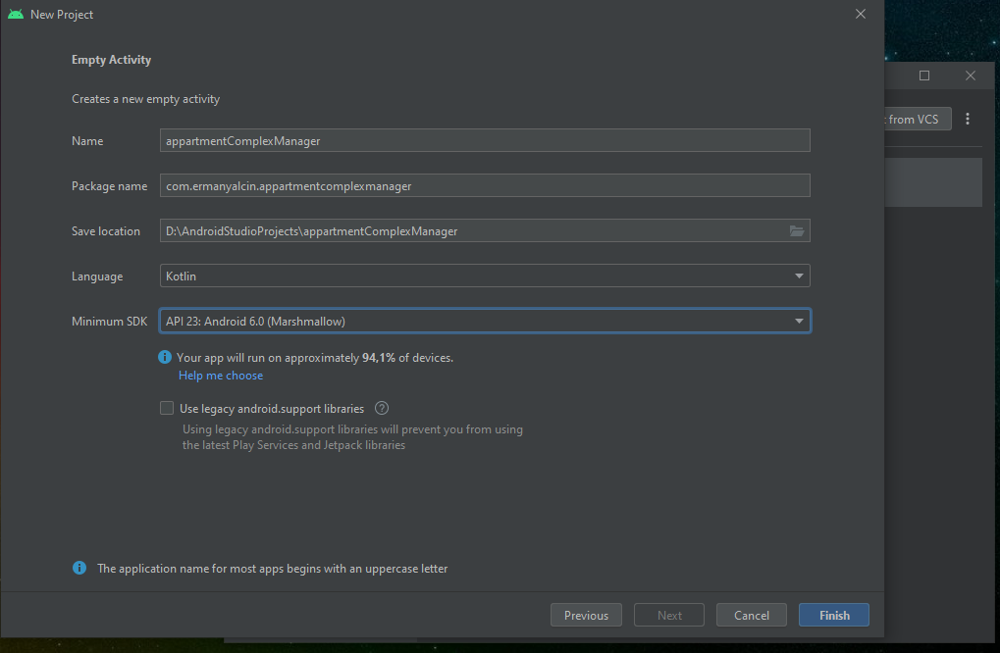 New Project
Empty Activity
Creates a new empty activity
Name appartmentComplexManager
Package name com.ermanyalcin.appartmentcomplexmanager
Save location D:\AndroidStudioProjects\appartmentComplexManager
Language Kotlin
Minimum SDK API 23: Android 6.0 (Marshmallow)
Your app will run on approximately 94,1% of devices.
Help me choose
Use legacy android.support libraries ?
Using legacy android.support libraries will prevent you from using
the latest Play Services and Jetpack libraries
The application name for most apps begins with an uppercase letter
Previous Next Cancel Finish
from VCS